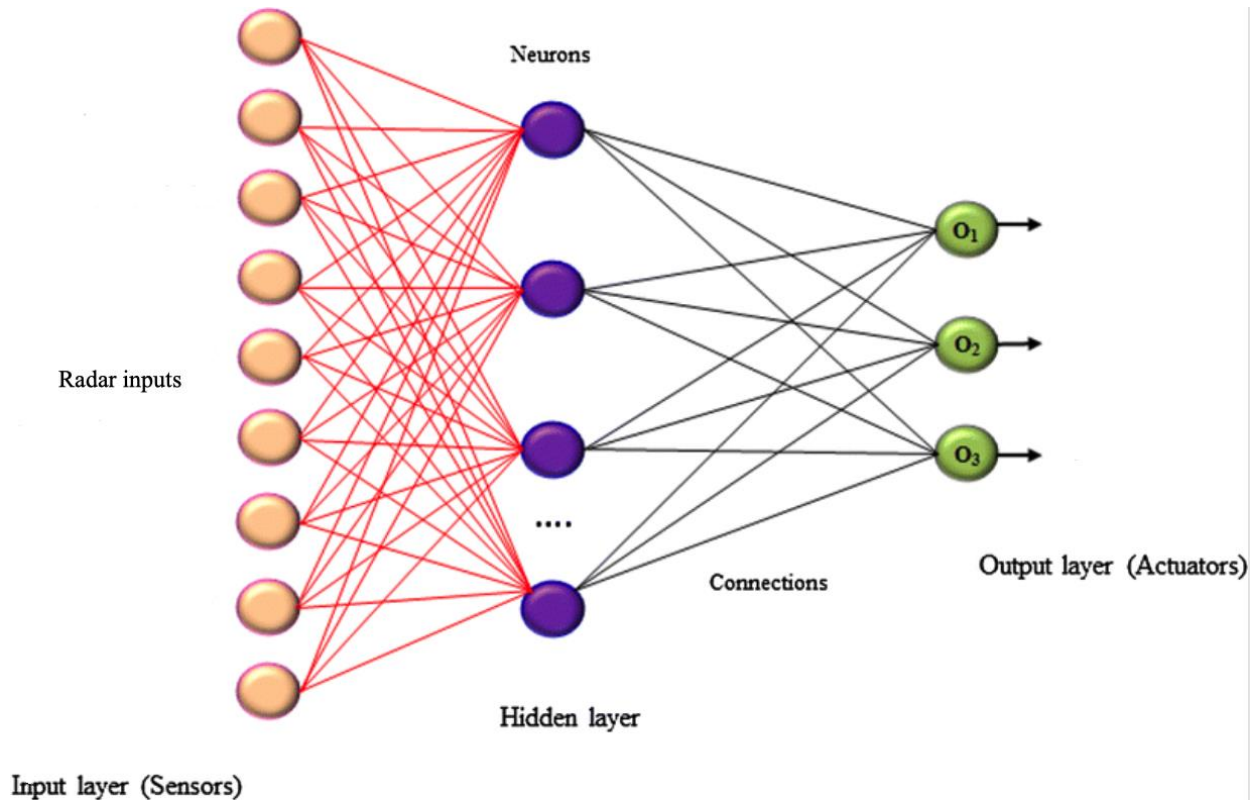 Neurons
O₁
O₂
Radar inputs
O₃
....
Output layer (Actuators)
Connections
Hidden layer
Input layer (Sensors)